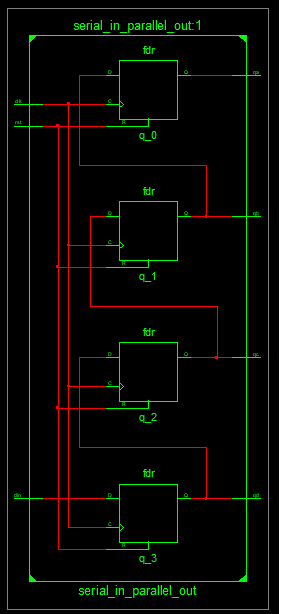 serial_in_parallel_out:1
fdr
D Q qa
clk C
rst R
q_0
fdr
D Q qb
C
R
q_1
fdr
D Q qc
C
R
q_2
fdr
din D Q qd
C
R
q_3
serial_in_parallel_out